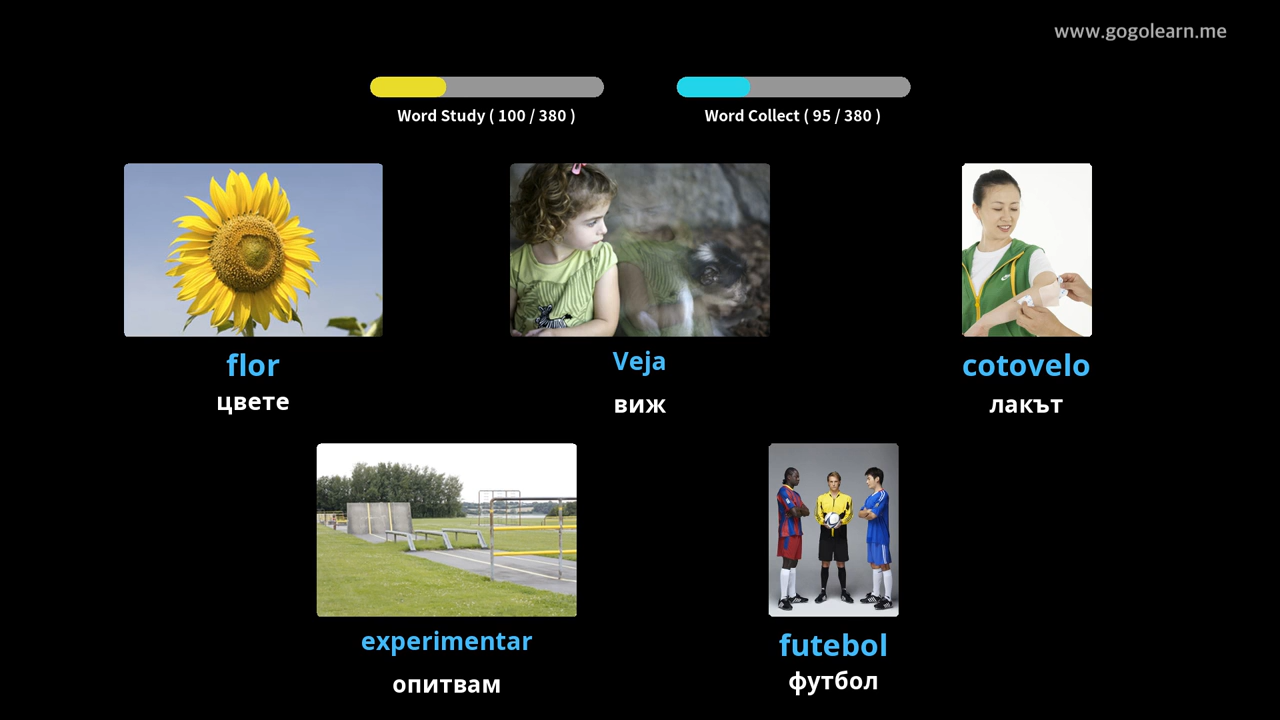 www.gogolearn.me
Word Study ( 100 / 380 )
Word Collect ( 95 / 380 )
flor
цвете
Veja
виж
cotovelo
лакът
experimentar
опитвам
futebol
футбол